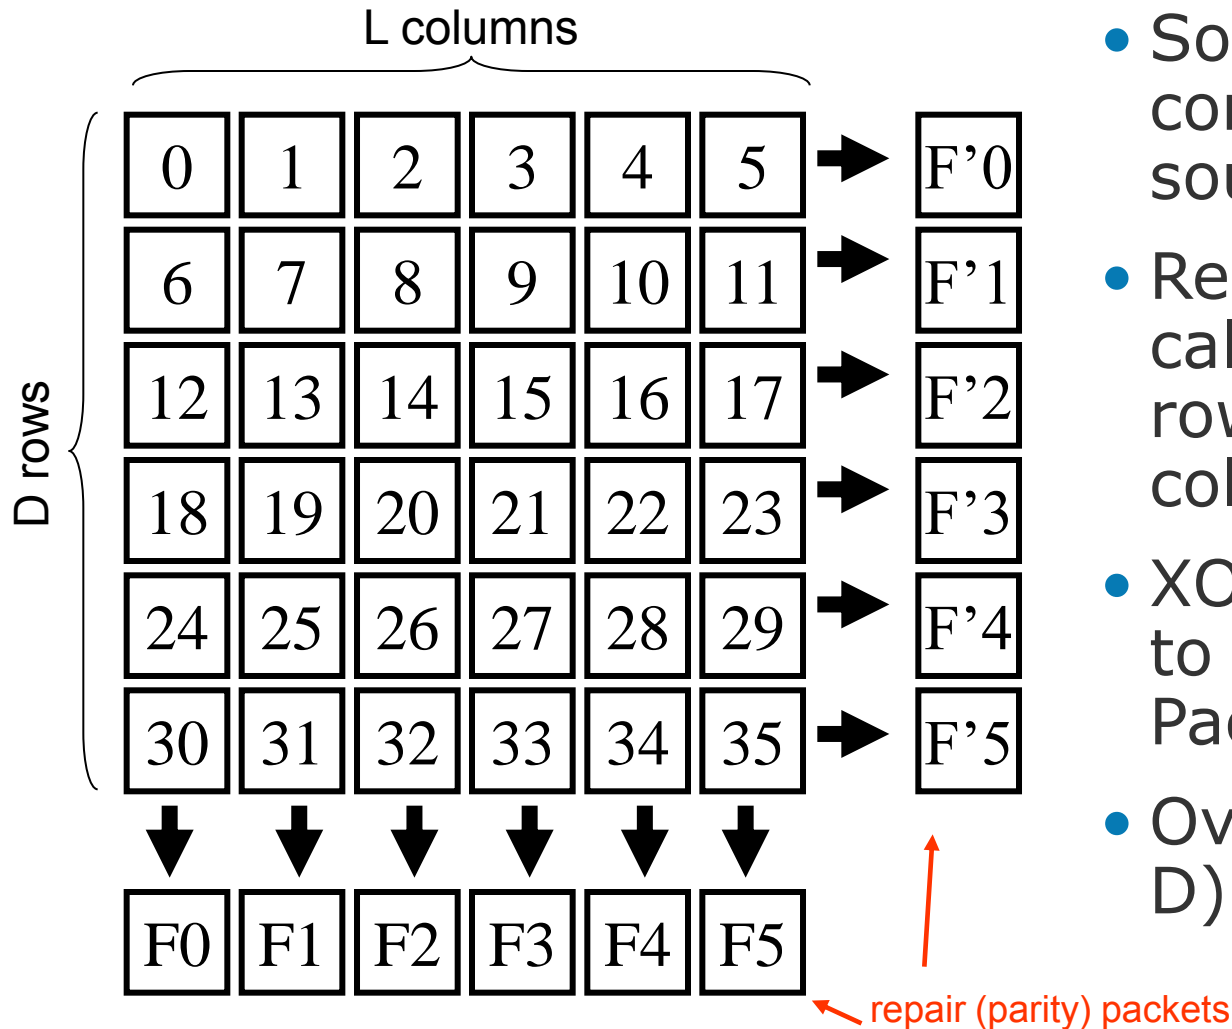 L columns
D rows
0 1 2 3 4 5 F’0
6 7 8 9 10 11 F’1
12 13 14 15 16 17 F’2
18 19 20 21 22 23 F’3
24 25 26 27 28 29 F’4
30 31 32 33 34 35 F’5
F0 F1 F2 F3 F4 F5
repair (parity) packets
to
D)